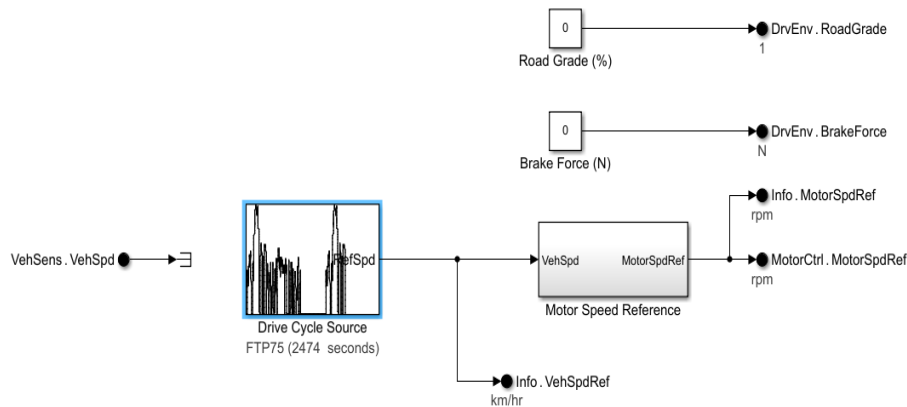 0
DrvEnv . RoadGrade
1
Road Grade (%)
0
DrvEnv . BrakeForce
N
Brake Force (N)
Info . MotorSpdRef
rpm
VehSens . VehSpd
RefSpd
VehSpd
MotorSpdRef
MotorCtrl . MotorSpdRef
rpm
Motor Speed Reference
Drive Cycle Source
FTP75 (2474 seconds)
Info . VehSpdRef
km/hr